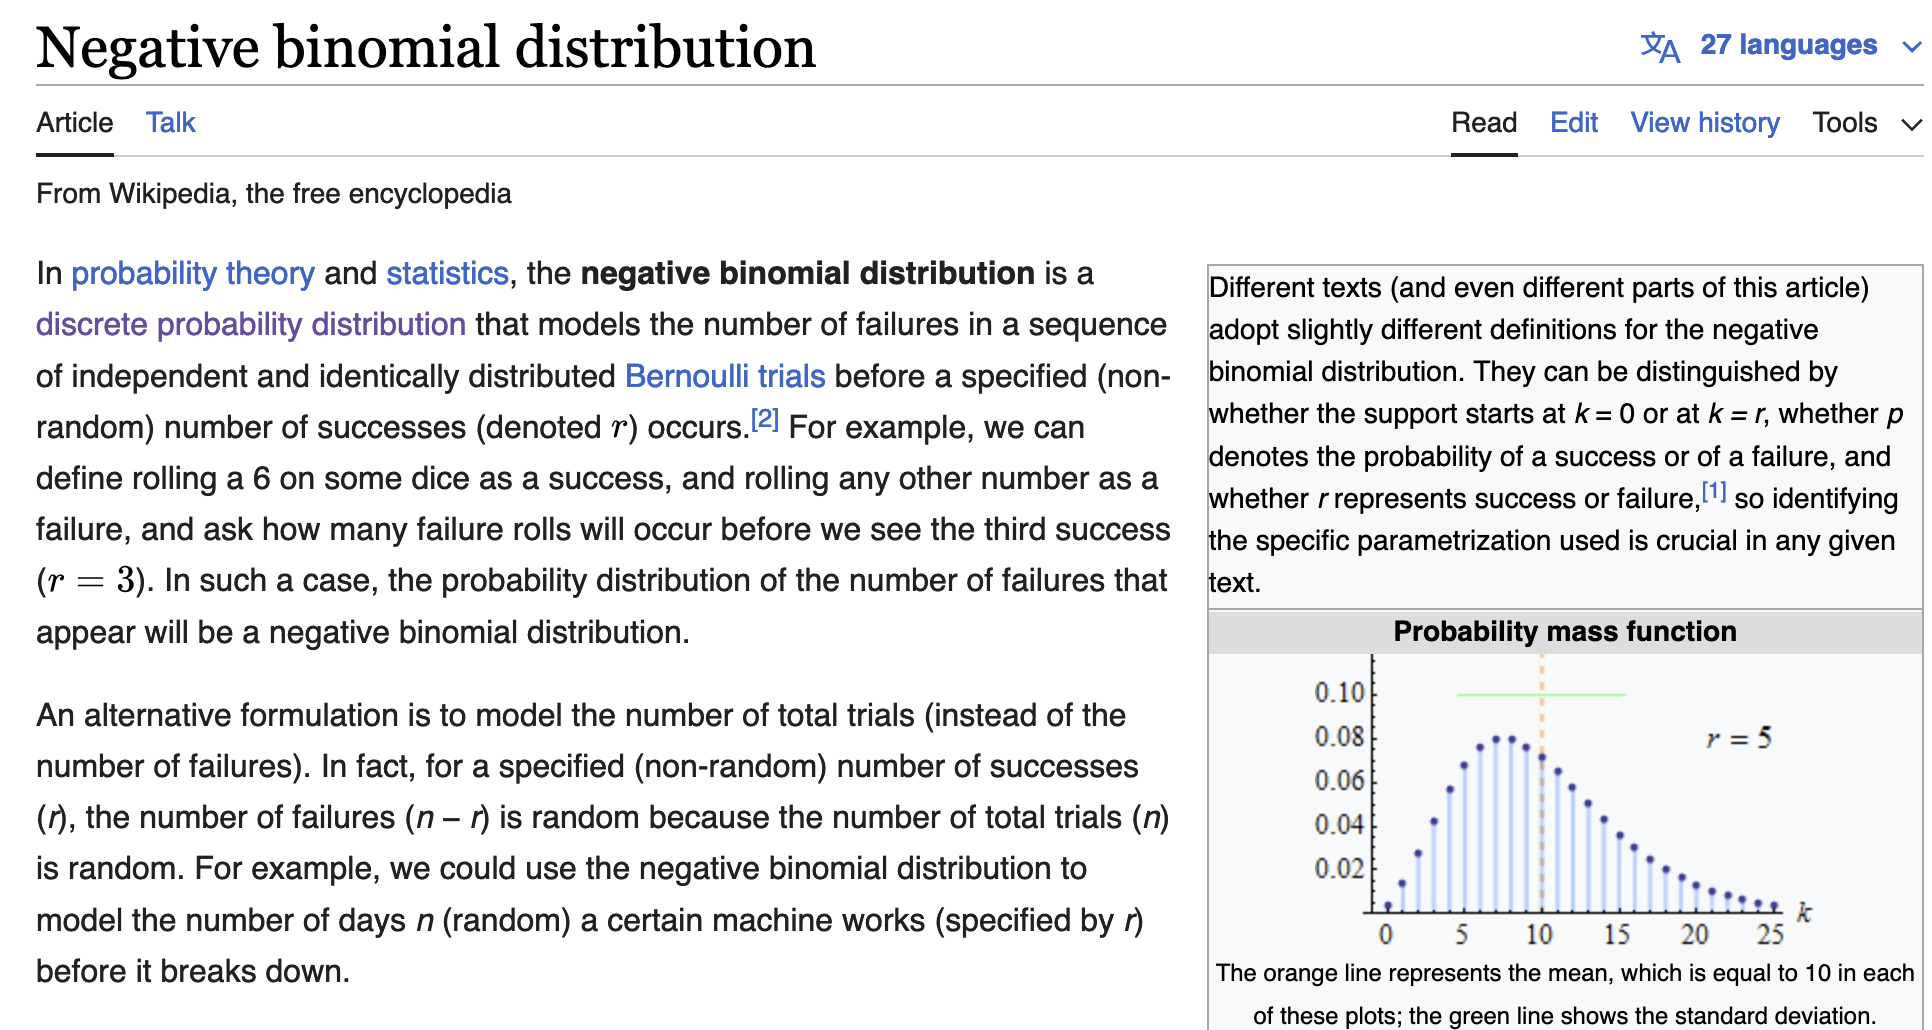 Negative binomial distribution
文A 27 languages
Article Talk
Read Edit View history Tools
From Wikipedia, the free encyclopedia
In probability theory and statistics, the negative binomial distribution is a
discrete probability distribution that models the number of failures in a sequence
of independent and identically distributed Bernoulli trials before a specified (non-
random) number of successes (denoted r) occurs.[2] For example, we can
define rolling a 6 on some dice as a success, and rolling any other number as a
failure, and ask how many failure rolls will occur before we see the third success
(r = 3). In such a case, the probability distribution of the number of failures that
appear will be a negative binomial distribution.
An alternative formulation is to model the number of total trials (instead of the
number of failures). In fact, for a specified (non-random) number of successes
(r), the number of failures (n – r) is random because the number of total trials (n)
is random. For example, we could use the negative binomial distribution to
model the number of days n (random) a certain machine works (specified by r)
before it breaks down.
Different texts (and even different parts of this article)
adopt slightly different definitions for the negative
binomial distribution. They can be distinguished by
whether the support starts at k = 0 or at k = r, whether p
denotes the probability of a success or of a failure, and
whether r represents success or failure,[1] so identifying
the specific parametrization used is crucial in any given
text.
Probability mass function
0.10
0.08
0.06
0.04
0.02
r = 5
k
0 5 10 15 20 25
The orange line represents the mean, which is equal to 10 in each
of these plots; the green line shows the standard deviation.